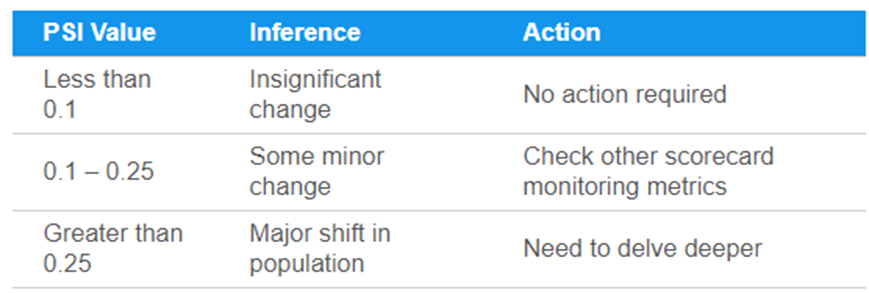 PSI Value Inference Action
Less than Insignificant
0.1 change No action required
0.1 – 0.25 Some minor Check other scorecard
change monitoring metrics
Greater than Major shift in
0.25 population Need to delve deeper